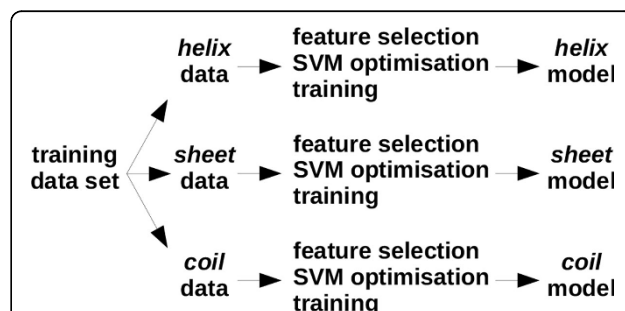 helix
data
feature selection
SVM optimisation
training
helix
model
training
data set
sheet
data
feature selection
SVM optimisation
training
sheet
model
coil
data
feature selection
SVM optimisation
training
coil
model